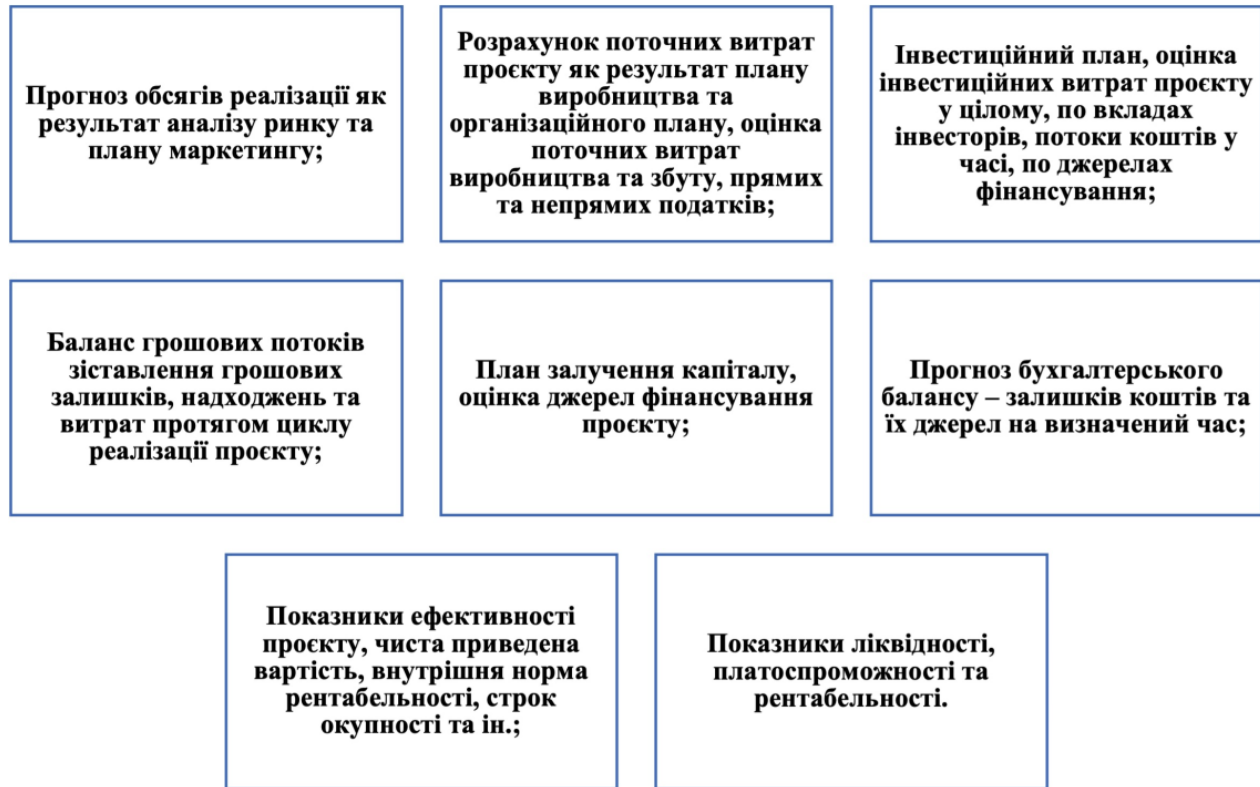 Прогноз обсягів реалізації як
результат аналізу ринку та
плану маркетингу;
Розрахунок поточних витрат
проєкту як результат плану
виробництва та
організаційного плану, оцінка
поточних витрат
виробництва та збуту, прямих
та непрямих податків;
Інвестиційний план, оцінка
інвестиційних витрат проєкту
у цілому, по вкладах
інвесторів, потоки коштів у
часі, по джерелах
фінансування;
Баланс грошових потоків
зіставлення грошових
залишків, надходжень та
витрат протягом циклу
реалізації проєкту;
План залучення капіталу,
оцінка джерел фінансування
проєкту;
Прогноз бухгалтерського
балансу – залишків коштів та
їх джерел на визначений час;
Показники ефективності
проєкту, чиста приведена
вартість, внутрішня норма
рентабельності, строк
окупності та ін.;
Показники ліквідності,
платоспроможності та
рентабельності.